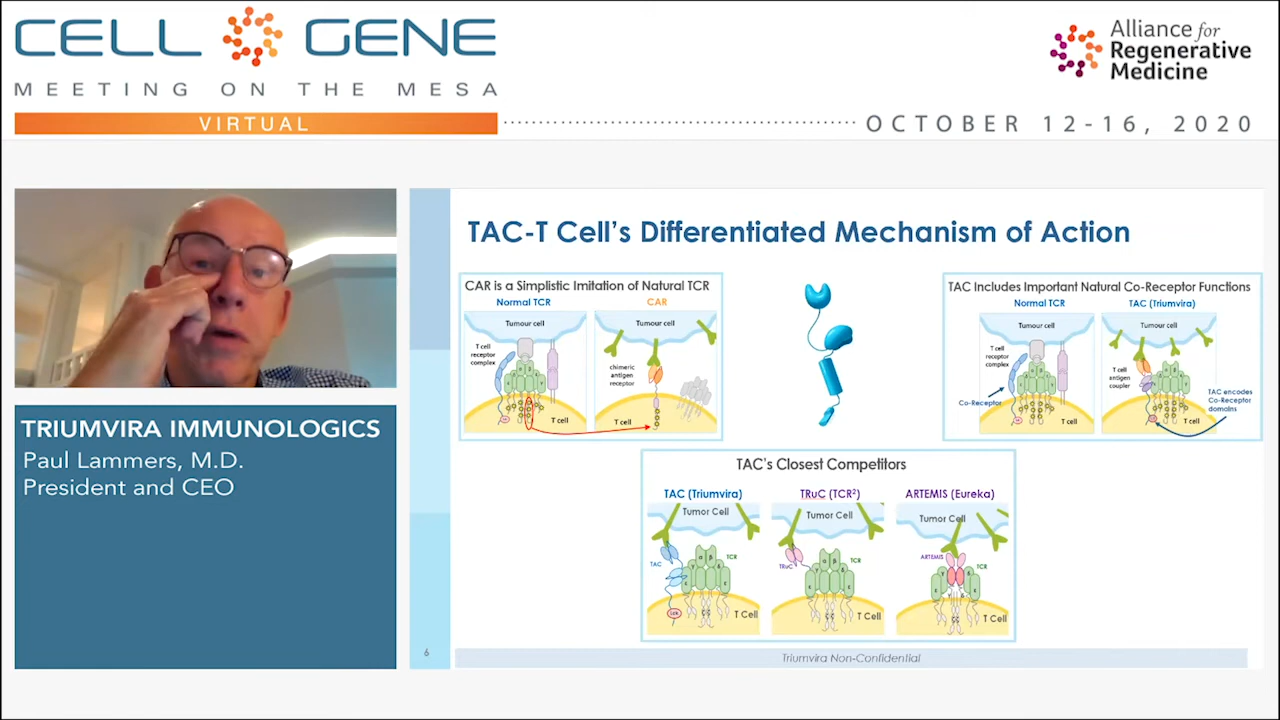 CELL GENE
MEETING ON THE MESA
VIRTUAL
Alliance for
Regenerative
Medicine
OCTOBER 12-16, 2020
TRIUMVIRA IMMUNOLOGICS
Paul Lammers, M.D.
President and CEO
TAC-T Cell's Differentiated Mechanism of Action
CAR is a Simplistic Imitation of Natural TCR
Normal TCR
CAR
Tumour cell
Tumour cell
T cell
receptor
complex
chimeric
antigen
receptor
T cell
T cell
TAC Includes Important Natural Co-Receptor Functions
Normal TCR
TAC (Triumvira)
Tumour cell
Tumour cell
T cell
receptor
complex
T cell
antigen
coupler
Co-Receptor
TAC encodes
Co-Receptor
domains
T cell
T cell
TAC's Closest Competitors
TAC (Triumvira)
TRuC (TCR²)
ARTEMIS (Eureka)
Tumor Cell
Tumor Cell
Tumor Cell
TAC
TCR
TRuC
TCR
ARTEMIS
TCR
Lck
T Cell
T Cell
T Cell
6
Triumvira Non-Confidential